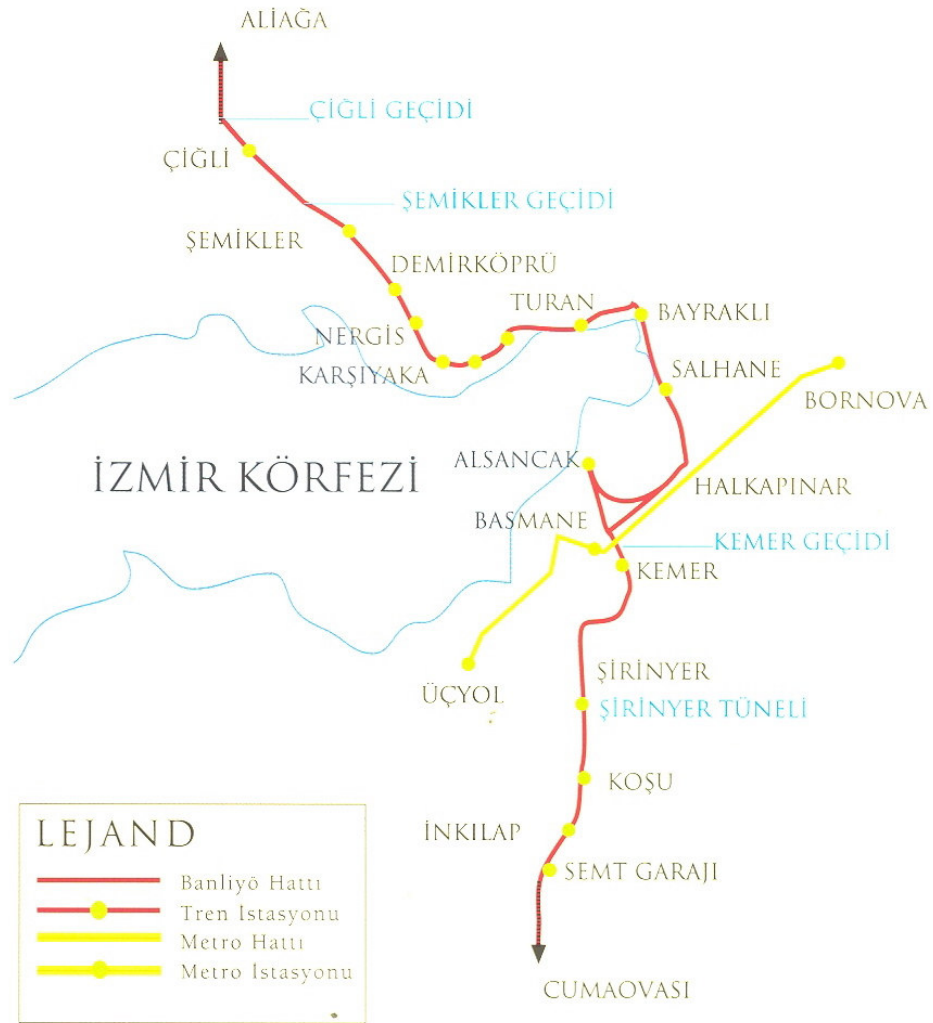 ALİAĞA
ÇİĞLİ GEÇİDİ
ÇİĞLİ
ŞEMİKLER GEÇİDİ
ŞEMİKLER
DEMİRKÖPRÜ
TURAN
BAYRAKLI
NERGİS
KARŞIYAKA
SALHANE
BORNOVA
ALSANCAK
İZMİR KÖRFEZİ
HALKAPINAR
BASMANE
KEMER GEÇİDİ
KEMER
ŞİRİNYER
ÜÇYOL
ŞİRİNYER TÜNELİ
KOŞU
İNKILAP
SEMT GARAJI
CUMAOVASI
LEJAND
Banliyö Hattı
Tren İstasyonu
Metro Hattı
Metro İstasyonu